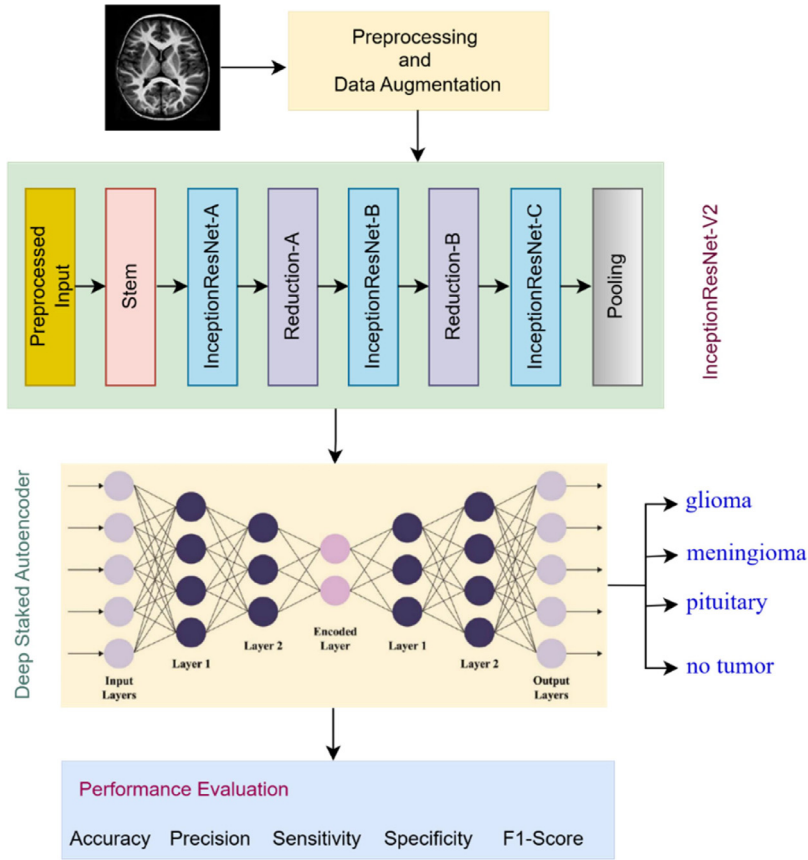 Preprocessing
and
Data Augmentation
Preprocessed
Input
Stem
InceptionResNet-A
Reduction-A
InceptionResNet-B
Reduction-B
InceptionResNet-C
Pooling
InceptionResNet-V2
Deep Staked Autoencoder
Input
Layers
Layer 1
Layer 2
Encoded
Layer
Layer 1
Layer 2
Output
Layers
glioma
meningioma
pituitary
no tumor
Performance Evaluation
Accuracy Precision Sensitivity Specificity F1-Score